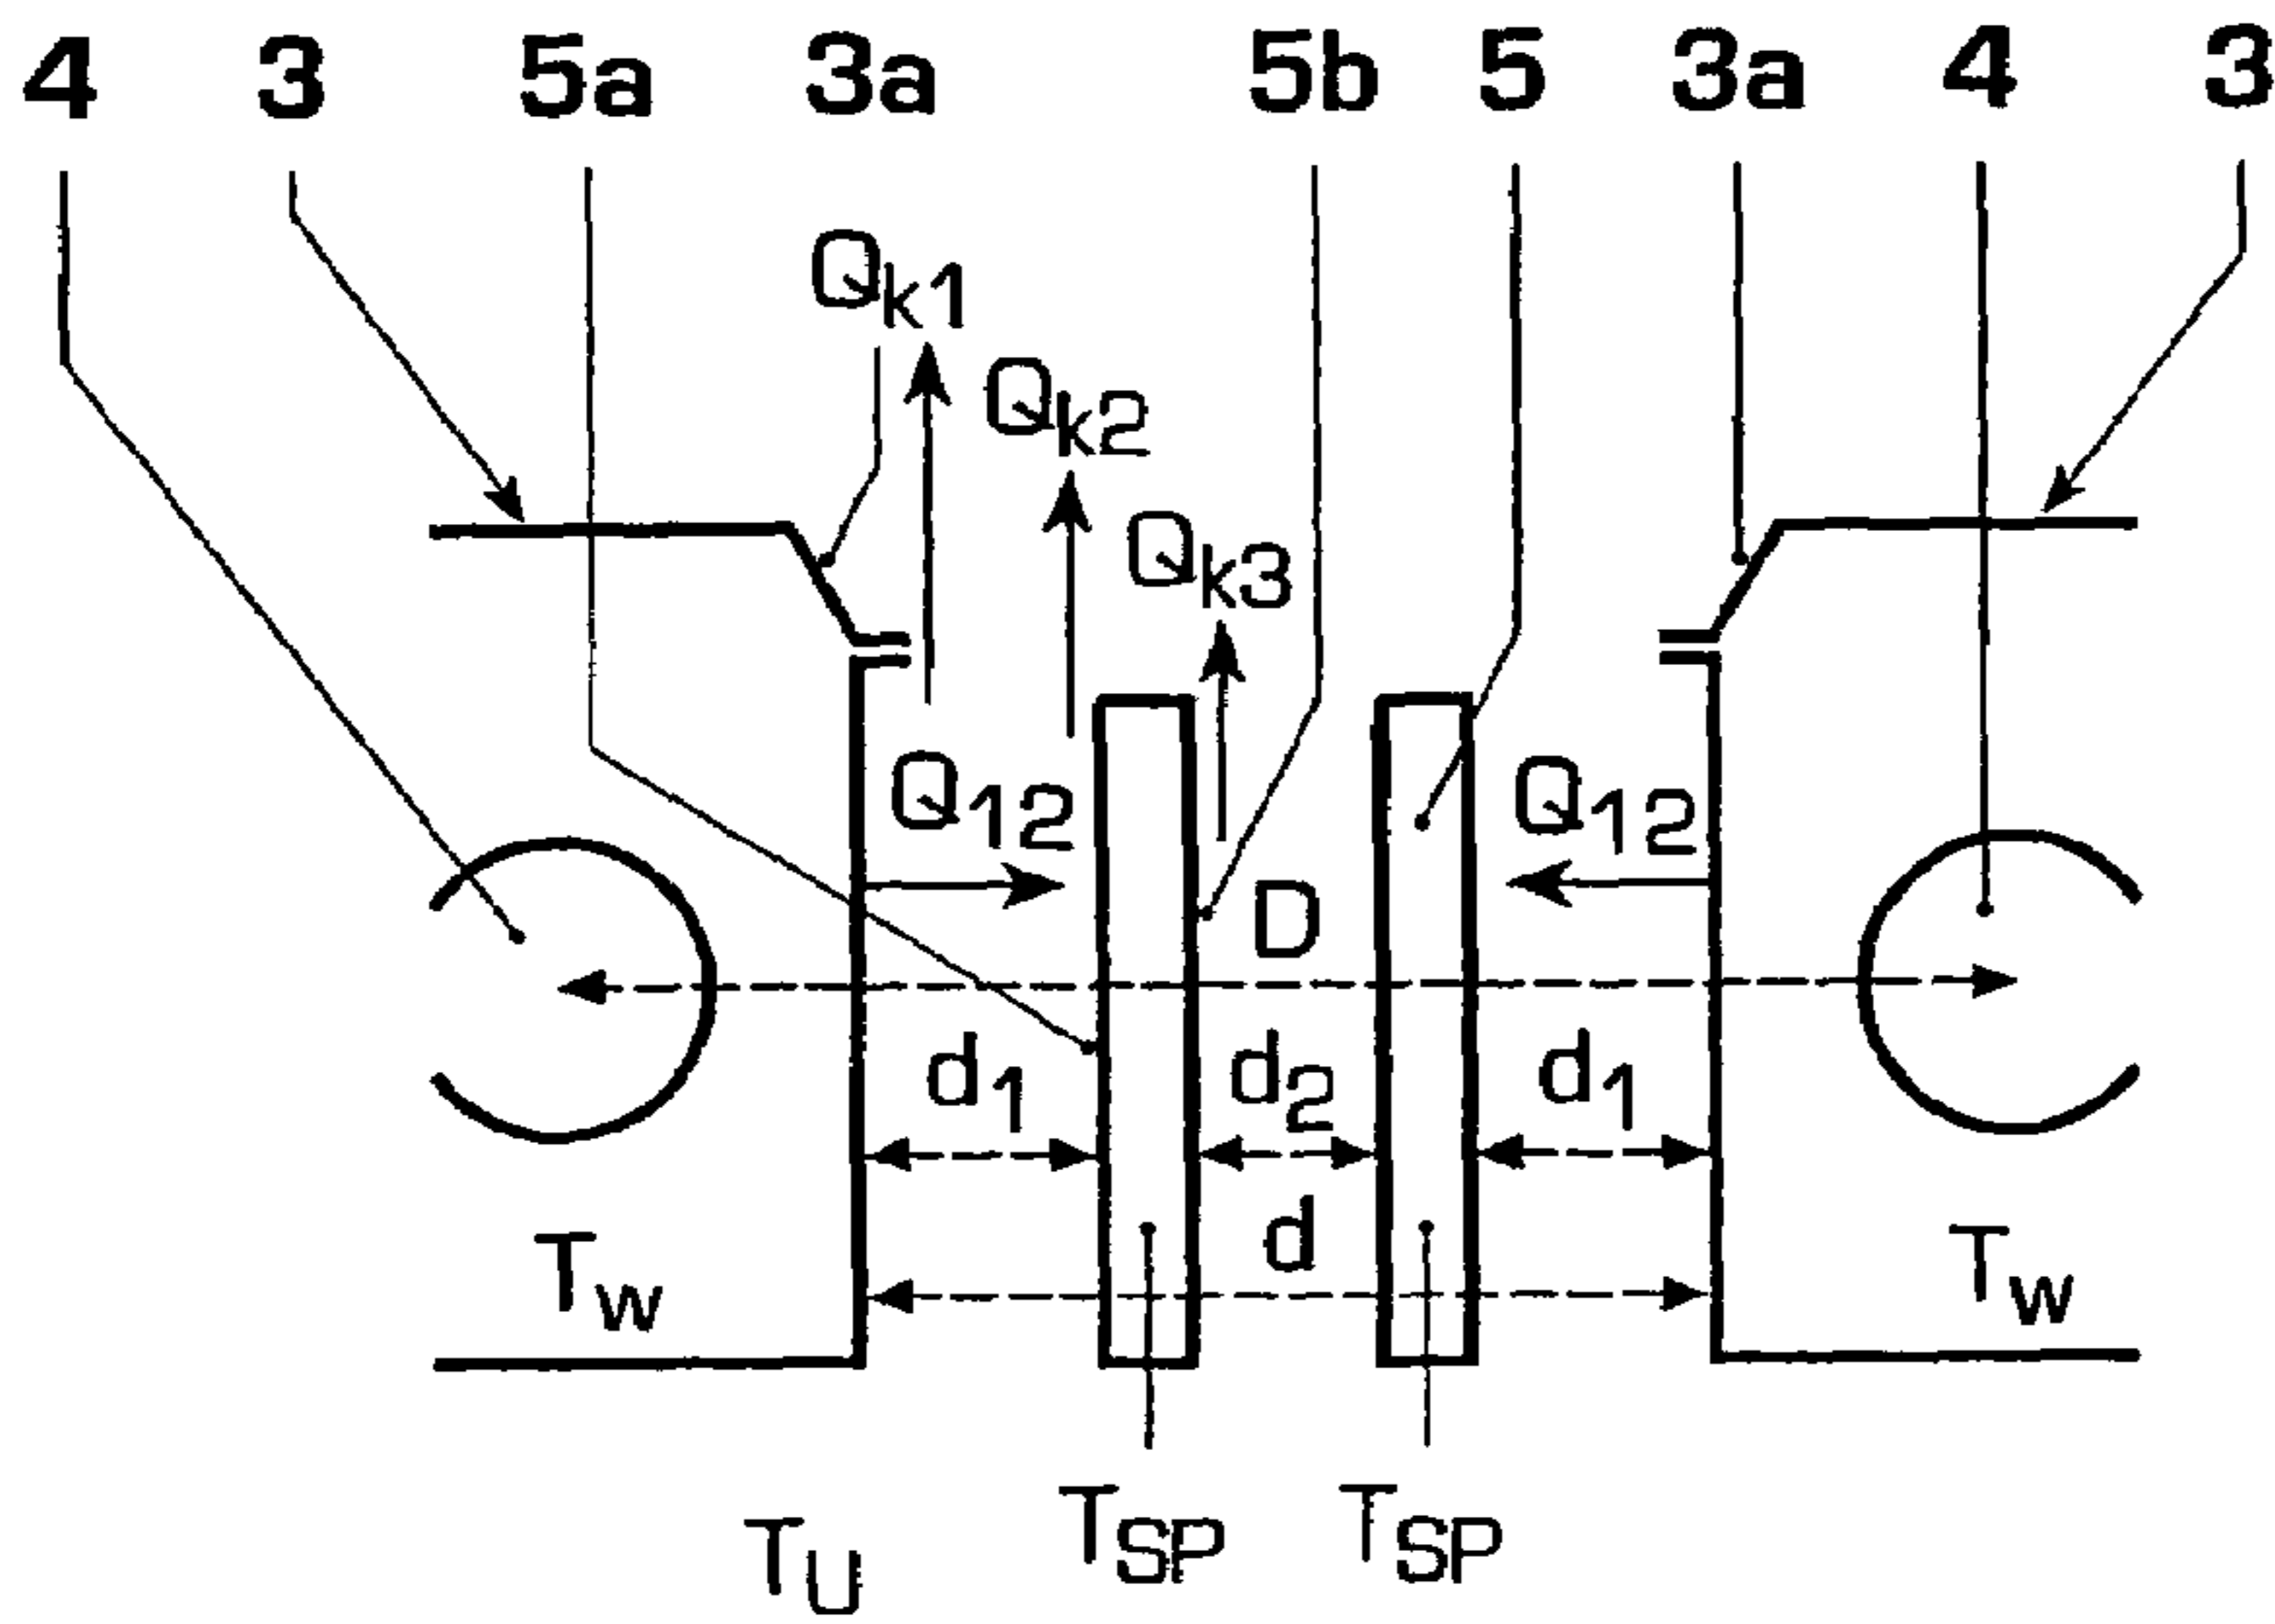 4 3 5a 3a 5b 5 3a 4 3
Qk1
Qk2
Qk3
Q12 Q12
D
d1 d2 d1
d
Tw Tw
TSP TSP
TU